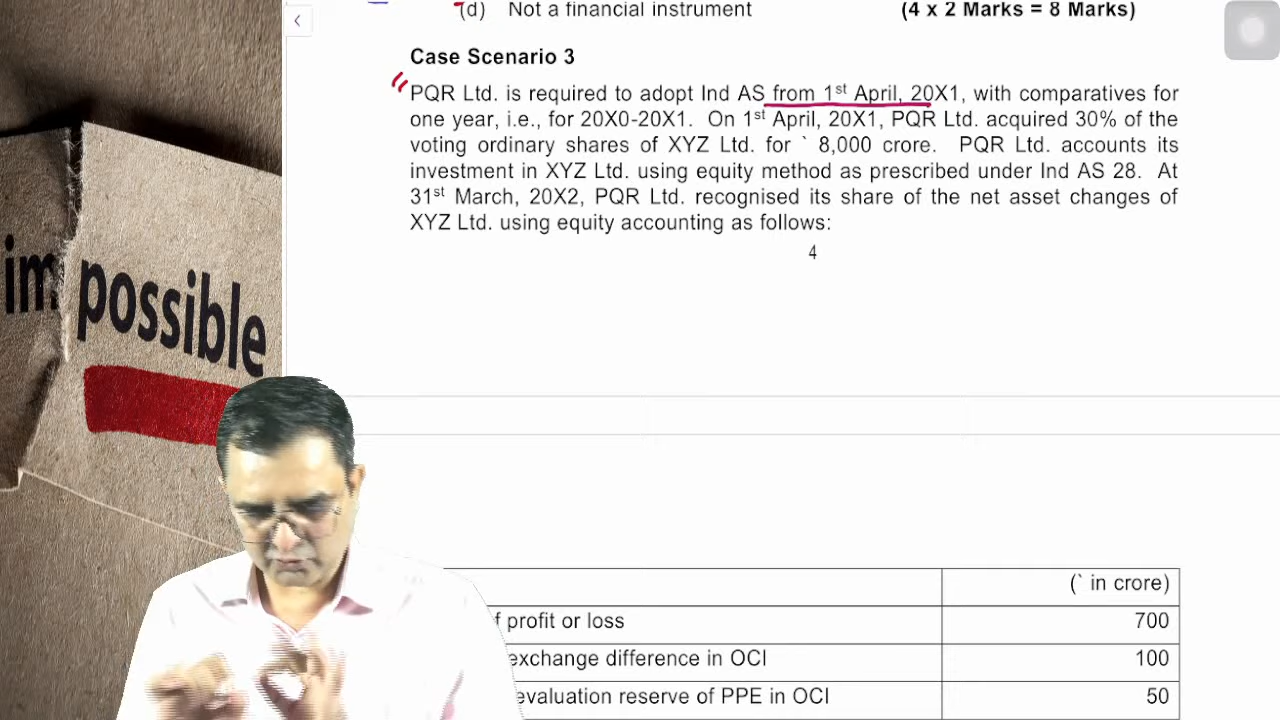 (d) Not a financial instrument (4 x 2 Marks = 8 Marks)
Case Scenario 3
PQR Ltd. is required to adopt Ind AS from 1st April, 20X1, with comparatives for
one year, i.e., for 20X0-20X1. On 1st April, 20X1, PQR Ltd. acquired 30% of the
voting ordinary shares of XYZ Ltd. for ` 8,000 crore. PQR Ltd. accounts its
investment in XYZ Ltd. using equity method as prescribed under Ind AS 28. At
31st March, 20X2, PQR Ltd. recognised its share of the net asset changes of
XYZ Ltd. using equity accounting as follows:
4
impossible
(` in crore)
f profit or loss 700
exchange difference in OCI 100
evaluation reserve of PPE in OCI 50